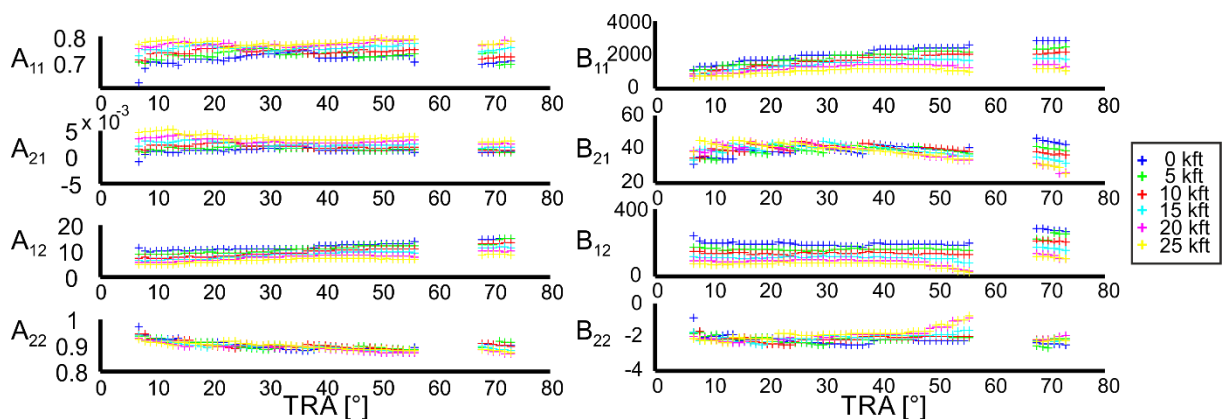 A11
0.8
0.7
0 10 20 30 40 50 60 70 80
B11
4000
2000
0
0 10 20 30 40 50 60 70 80
A21
5 × 10-3
0
-5
0 10 20 30 40 50 60 70 80
B21
60
40
20
0 10 20 30 40 50 60 70 80
A12
20
10
0
0 10 20 30 40 50 60 70 80
B12
400
0
0 10 20 30 40 50 60 70 80
A22
1
0.9
0.8
0 10 20 30 40 50 60 70 80
TRA [°]
B22
0
-2
-4
0 10 20 30 40 50 60 70 80
TRA [°]
0 kft
5 kft
10 kft
15 kft
20 kft
25 kft